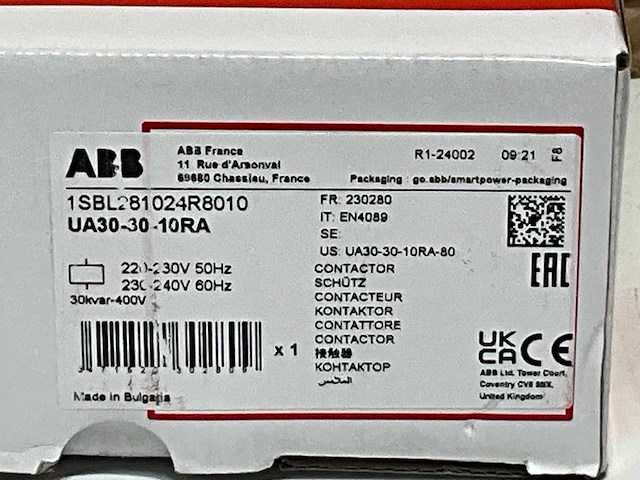 ABB
ABB France
11 Rue d'Arsonval
69680 Chassieu, France
R1-24002 09:21 F8
Packaging : go.abb/smartpower-packaging
1SBL281024R8010
UA30-30-10RA
FR: 230280
IT: EN4089
SE:
US: UA30-30-10RA-80
220-230V 50Hz
230-240V 60Hz
30kvar-400V
CONTACTOR
SCHÜTZ
CONTACTEUR
KONTAKTOR
CONTATTORE
CONTACTOR
接触器
КОНТАКТОР
الملامس
x 1
EAC
UK
CA CE
ABB Ltd. Tower Court,
Coventry
United Kingdom
Made in Bulgaria